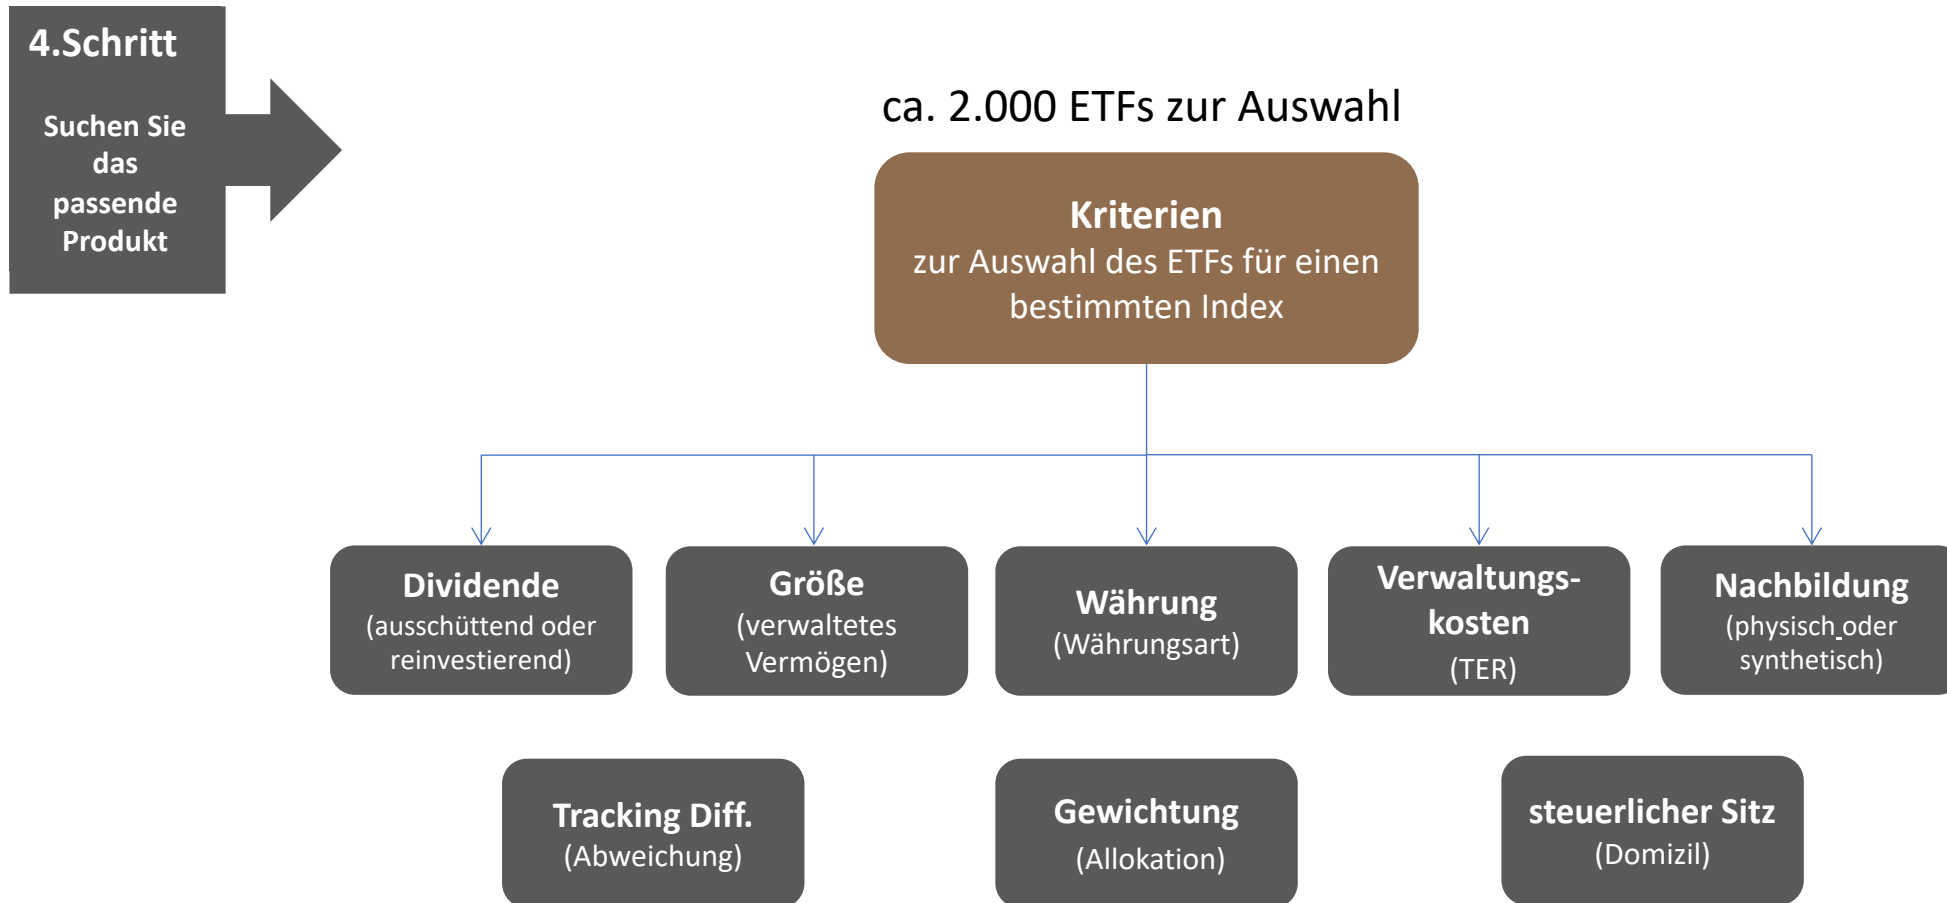 4.Schritt
Suchen Sie
das
passende
Produkt
ca. 2.000 ETFs zur Auswahl
Kriterien
zur Auswahl des ETFs für einen
bestimmten Index
Dividende
(ausschüttend oder
reinvestierend)
Größe
(verwaltetes
Vermögen)
Währung
(Währungsart)
Verwaltungs-
kosten
(TER)
Nachbildung
(physisch oder
synthetisch)
Tracking Diff.
(Abweichung)
Gewichtung
(Allokation)
steuerlicher Sitz
(Domizil)